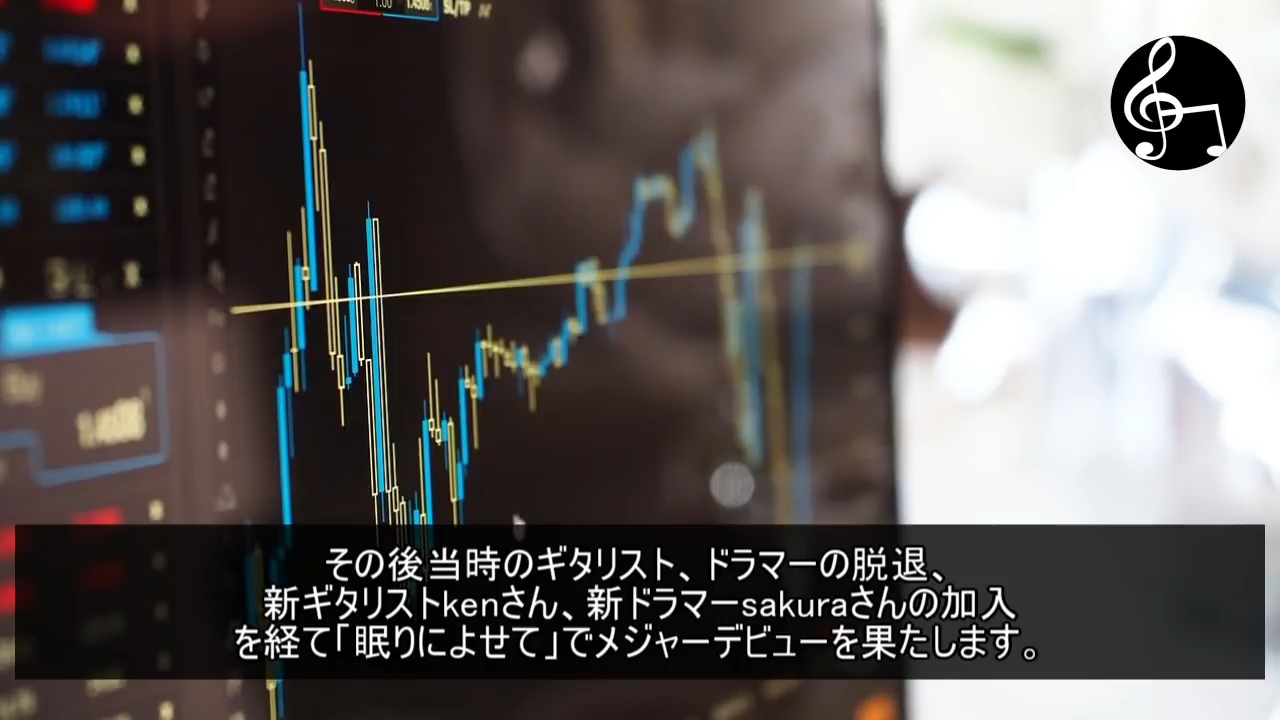 SL/TP
その後当時のギタリスト、ドラマーの脱退、
新ギタリストkenさん、新ドラマーsakuraさんの加入
を経て「眠りによせて」でメジャーデビューを果たします。